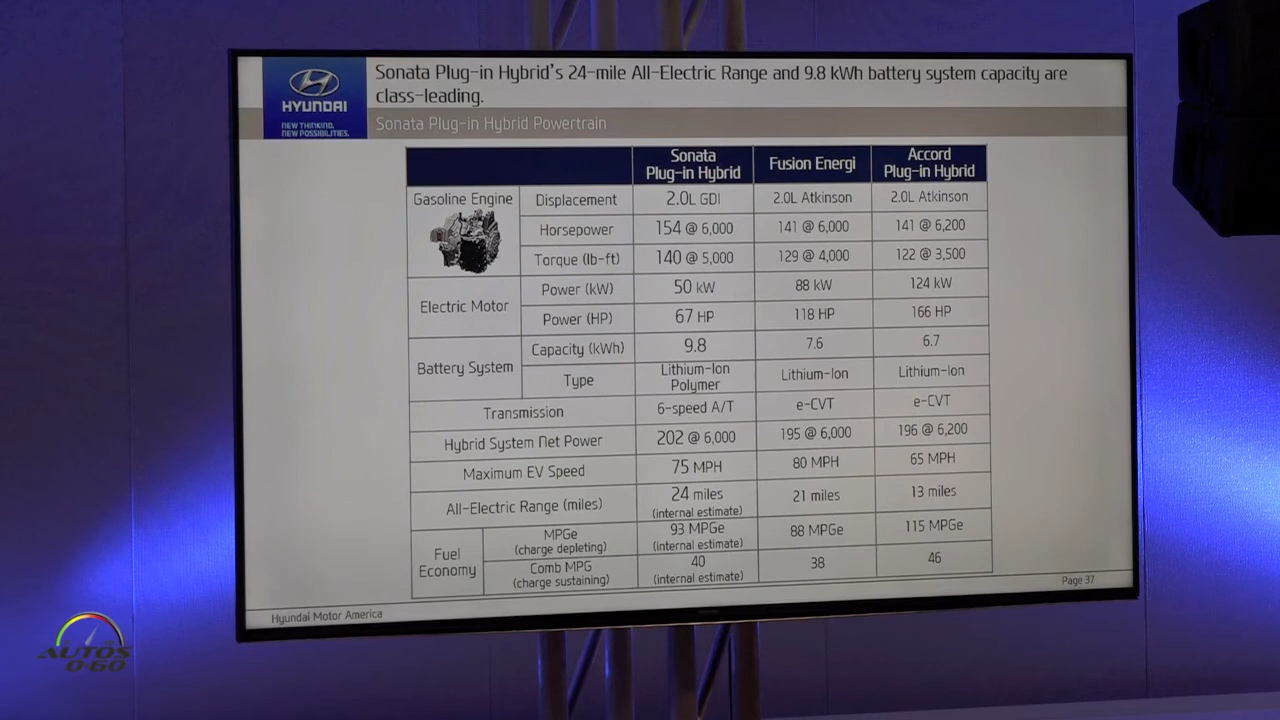 Sonata Plug-in Hybrid's 24-mile All-Electric Range and 9.8 kWh battery system capacity are
class-leading.
HYUNDAI
NEW THINKING.
NEW POSSIBILITIES.
Sonata Plug-in Hybrid Powertrain
Sonata
Plug-in Hybrid
Fusion Energi
Accord
Plug-in Hybrid
Gasoline Engine
Displacement
2.0L GDI
2.0L Atkinson
2.0L Atkinson
Horsepower
154 @ 6,000
141 @ 6,000
141 @ 6,200
Torque (lb-ft)
140 @ 5,000
129 @ 4,000
122 @ 3,500
Electric Motor
Power (kW)
50 kW
88 kW
124 kW
Power (HP)
67 HP
118 HP
166 HP
Battery System
Capacity (kWh)
9.8
7.6
6.7
Type
Lithium-Ion
Polymer
Lithium-Ion
Lithium-Ion
Transmission
6-speed A/T
e-CVT
e-CVT
Hybrid System Net Power
202 @ 6,000
195 @ 6,000
196 @ 6,200
Maximum EV Speed
75 MPH
80 MPH
65 MPH
All-Electric Range (miles)
24 miles
(internal estimate)
21 miles
13 miles
Fuel
Economy
MPGe
(charge depleting)
93 MPGe
(internal estimate)
88 MPGe
115 MPGe
Comb MPG
(charge sustaining)
40
(internal estimate)
38
46
Page 37
Hyundai Motor America
AUTOS
0-60